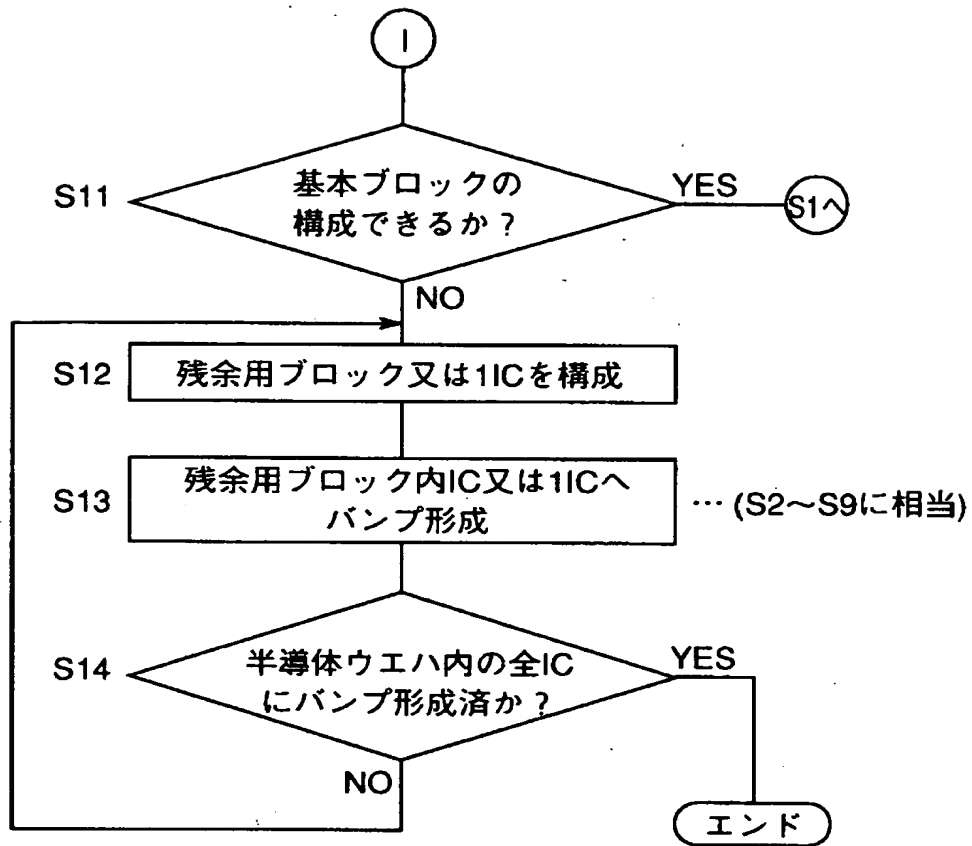 I
S11
基本ブロックの
構成できるか？
YES
S1へ
NO
S12
残余用ブロック又は1ICを構成
S13
残余用ブロック内IC又は1ICへ
バンプ形成
… (S2～S9に相当)
S14
半導体ウエハ内の全IC
にバンプ形成済か？
YES
NO
エンド